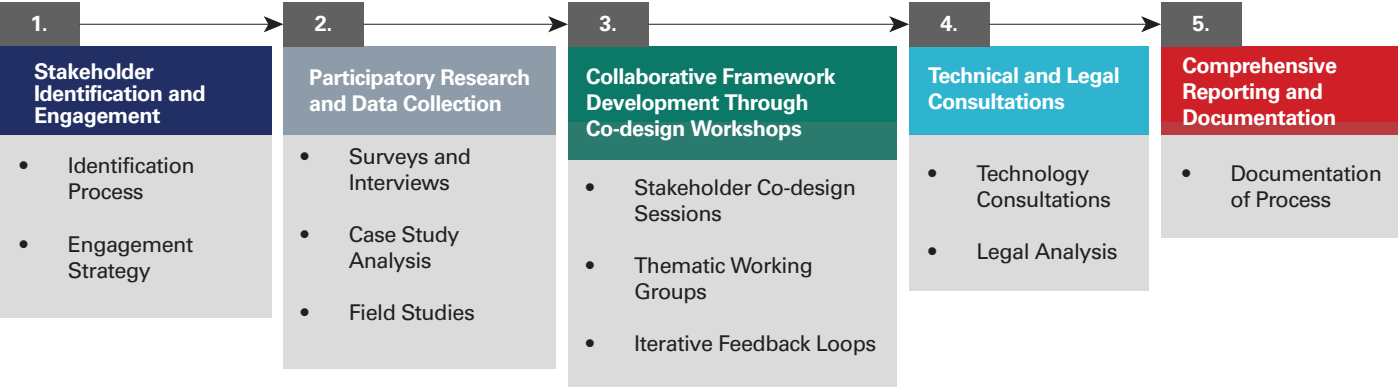 1.
Stakeholder
Identification and
Engagement
• Identification
Process
• Engagement
Strategy
2.
Participatory Research
and Data Collection
• Surveys and
Interviews
• Case Study
Analysis
• Field Studies
3.
Collaborative Framework
Development Through
Co-design Workshops
• Stakeholder Co-design
Sessions
• Thematic Working
Groups
• Iterative Feedback Loops
4.
Technical and Legal
Consultations
• Technology
Consultations
• Legal Analysis
5.
Comprehensive
Reporting and
Documentation
• Documentation
of Process